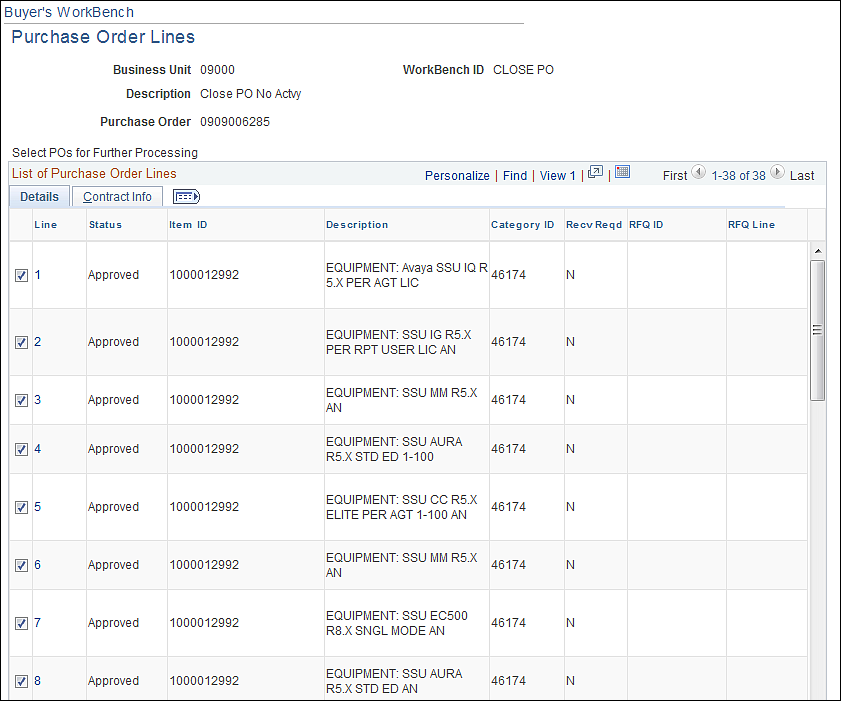 Buyer's WorkBench
Purchase Order Lines
Business Unit 09000 WorkBench ID CLOSE PO
Description Close PO No Actvy
Purchase Order 0909006285
Select POs for Further Processing
List of Purchase Order Lines Personalize | Find | View 1 | | First 1-38 of 38 Last
Details Contract Info
Line Status Item ID Description Category ID Recv Reqd RFQ ID RFQ Line
1 Approved 1000012992 EQUIPMENT: Avaya SSU IQ R 46174 N
5.X PER AGT LIC
2 Approved 1000012992 EQUIPMENT: SSU IG R5.X 46174 N
PER RPT USER LIC AN
3 Approved 1000012992 EQUIPMENT: SSU MM R5.X 46174 N
AN
4 Approved 1000012992 EQUIPMENT: SSU AURA 46174 N
R5.X STD ED 1-100
5 Approved 1000012992 EQUIPMENT: SSU CC R5.X 46174 N
ELITE PER AGT 1-100 AN
6 Approved 1000012992 EQUIPMENT: SSU MM R5.X 46174 N
AN
7 Approved 1000012992 EQUIPMENT: SSU EC500 46174 N
R8.X SNGL MODE AN
8 Approved 1000012992 EQUIPMENT: SSU AURA 46174 N
R5.X STD ED AN